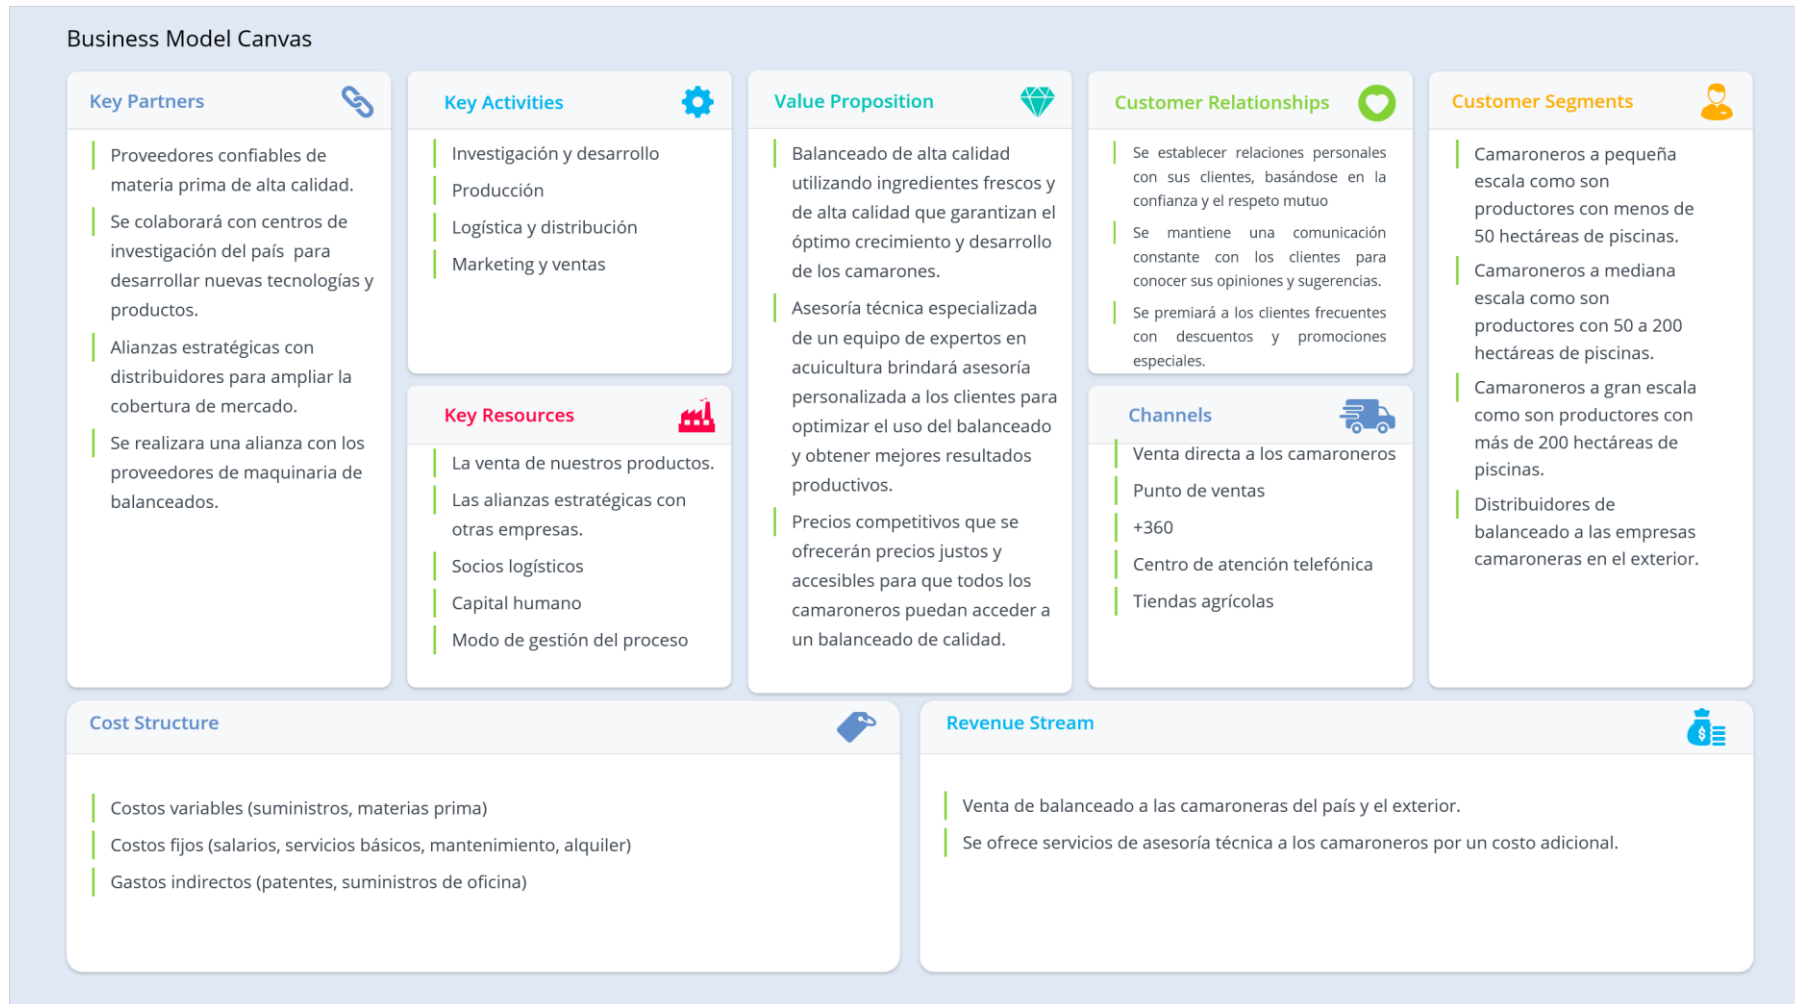 Business Model Canvas
Key Partners
Proveedores confiables de
materia prima de alta calidad.
Se colaborará con centros de
investigación del país para
desarrollar nuevas tecnologías y
productos.
Alianzas estratégicas con
distribuidores para ampliar la
cobertura de mercado.
Se realizara una alianza con los
proveedores de maquinaria de
balanceados.
Key Activities
Investigación y desarrollo
Producción
Logística y distribución
Marketing y ventas
Key Resources
La venta de nuestros productos.
Las alianzas estratégicas con
otras empresas.
Socios logísticos
Capital humano
Modo de gestión del proceso
Value Proposition
Balanceado de alta calidad
utilizando ingredientes frescos y
de alta calidad que garantizan el
óptimo crecimiento y desarrollo
de los camarones.
Asesoría técnica especializada
de un equipo de expertos en
acuicultura brindará asesoría
personalizada a los clientes para
optimizar el uso del balanceado
y obtener mejores resultados
productivos.
Precios competitivos que se
ofrecerán precios justos y
accesibles para que todos los
camaroneros puedan acceder a
un balanceado de calidad.
Customer Relationships
Se establecer relaciones personales
con sus clientes, basándose en la
confianza y el respeto mutuo
Se mantiene una comunicación
constante con los clientes para
conocer sus opiniones y sugerencias.
Se premiará a los clientes frecuentes
con descuentos y promociones
especiales.
Channels
Venta directa a los camaroneros
Punto de ventas
+360
Centro de atención telefónica
Tiendas agrícolas
Customer Segments
Camaroneros a pequeña
escala como son
productores con menos de
50 hectáreas de piscinas.
Camaroneros a mediana
escala como son
productores con 50 a 200
hectáreas de piscinas.
Camaroneros a gran escala
como son productores con
más de 200 hectáreas de
piscinas.
Distribuidores de
balanceado a las empresas
camaroneras en el exterior.
Cost Structure
Costos variables (suministros, materias prima)
Costos fijos (salarios, servicios básicos, mantenimiento, alquiler)
Gastos indirectos (patentes, suministros de oficina)
Revenue Stream
$
Venta de balanceado a las camaroneras del país y el exterior.
Se ofrece servicios de asesoría técnica a los camaroneros por un costo adicional.